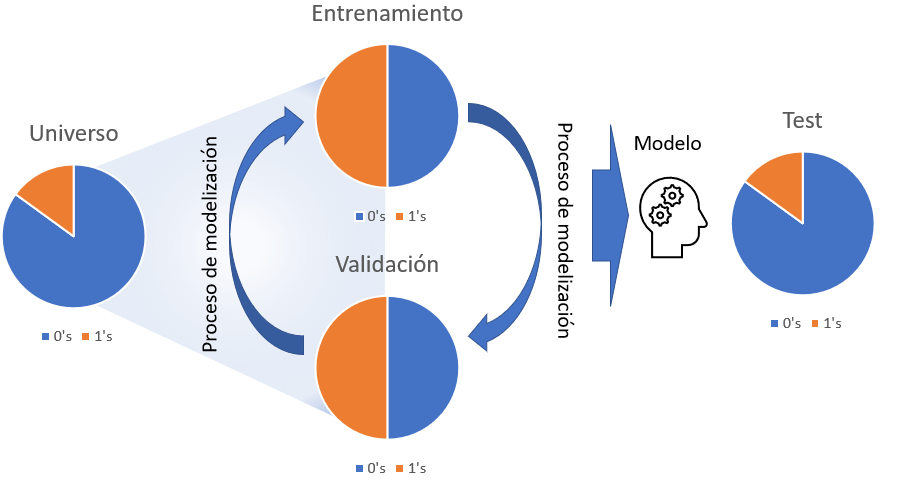 Entrenamiento
Universo
0's 1's
Proceso de modelización
0's 1's
Validación
0's 1's
Proceso de modelización
Modelo
Test
0's 1's